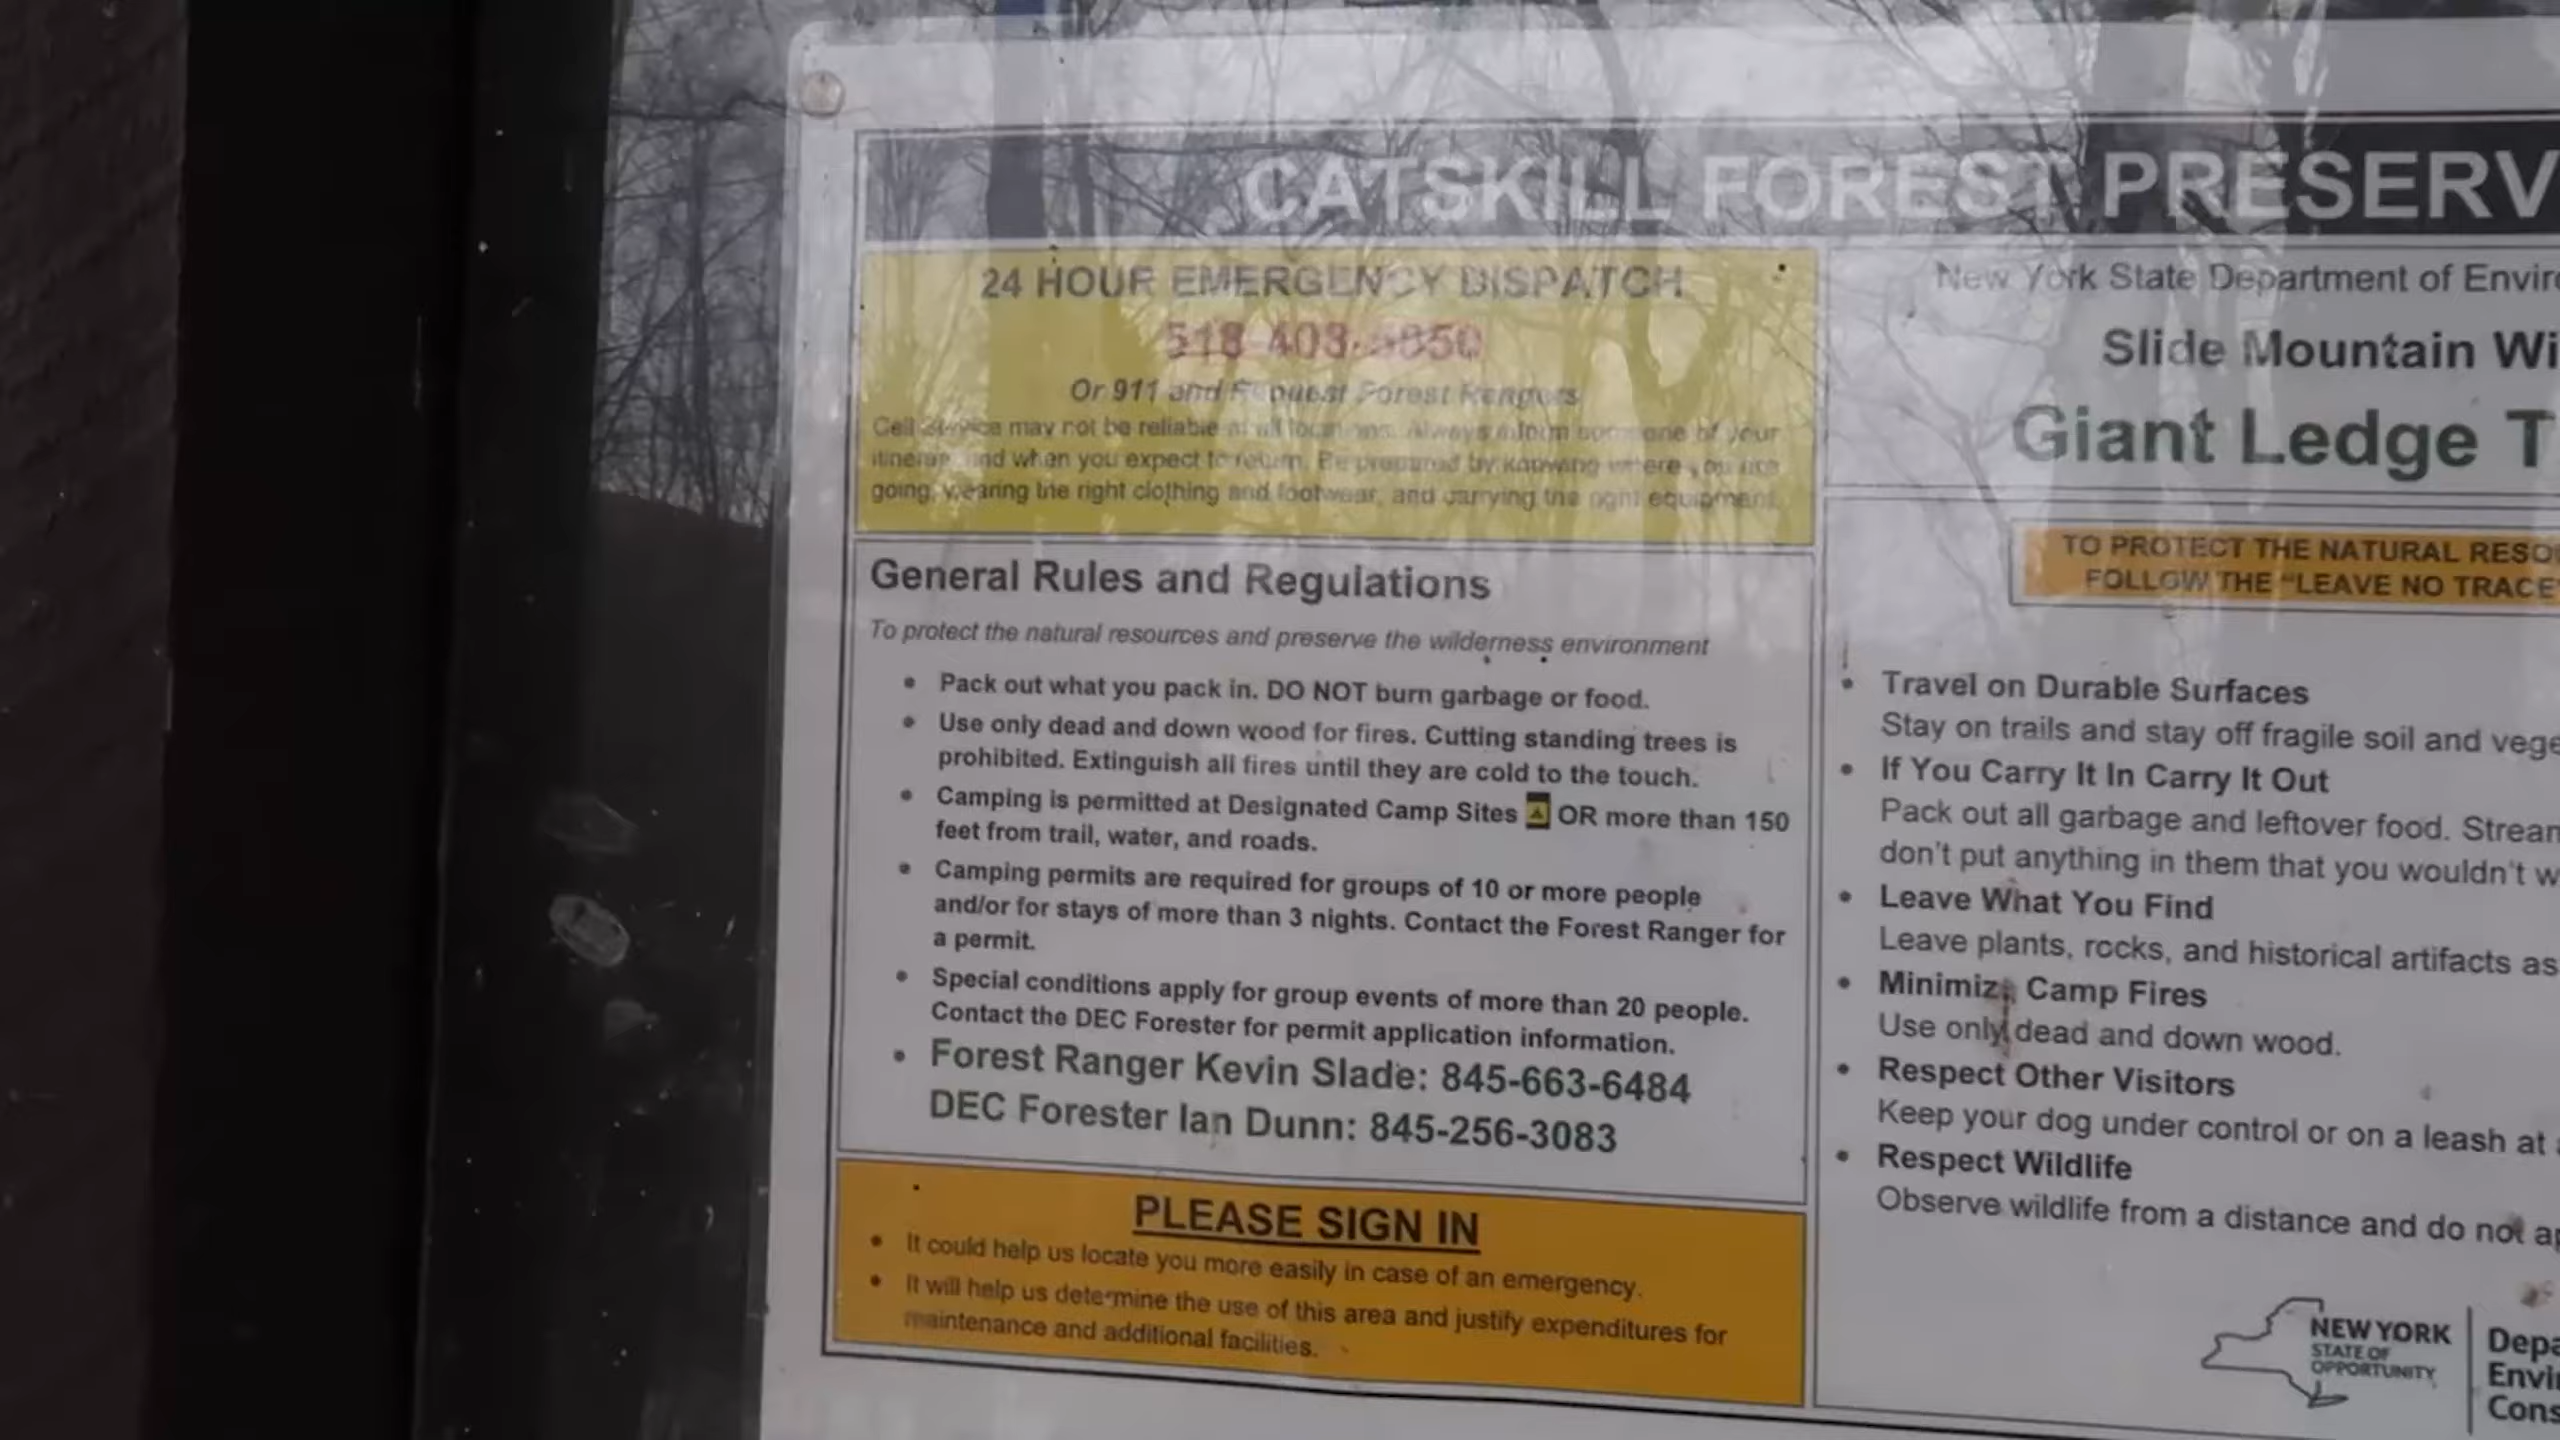 CATSKILL FOREST PRESERV
24 HOUR EMERGENCY DISPATCH
Or 911 and Request Forest Rangers
Cell Service may not be reliable at all locations. Always inform someone of your
itinerary and when you expect to return. Be prepared by knowing where you are
going, wearing the right clothing and footwear, and carrying the right equipment.
General Rules and Regulations
To protect the natural resources and preserve the wilderness environment
• Pack out what you pack in. DO NOT burn garbage or food.
• Use only dead and down wood for fires. Cutting standing trees is
prohibited. Extinguish all fires until they are cold to the touch.
• Camping is permitted at Designated Camp Sites OR more than 150
feet from trail, water, and roads.
• Camping permits are required for groups of 10 or more people
and/or for stays of more than 3 nights. Contact the Forest Ranger for
a permit.
• Special conditions apply for group events of more than 20 people.
Contact the DEC Forester for permit application information.
• Forest Ranger Kevin Slade: 845-663-6484
DEC Forester Ian Dunn: 845-256-3083
PLEASE SIGN IN
• It could help us locate you more easily in case of an emergency.
• It will help us determine the use of this area and justify expenditures for
maintenance and additional facilities.
New York State Department of Enviro
Slide Mountain Wi
Giant Ledge T
TO PROTECT THE NATURAL RESO
FOLLOW THE “LEAVE NO TRACE”
• Travel on Durable Surfaces
Stay on trails and stay off fragile soil and vege
• If You Carry It In Carry It Out
Pack out all garbage and leftover food. Stream
don't put anything in them that you wouldn't w
• Leave What You Find
Leave plants, rocks, and historical artifacts as
• Minimize Camp Fires
Use only dead and down wood.
• Respect Other Visitors
Keep your dog under control or on a leash at
• Respect Wildlife
Observe wildlife from a distance and do not ap
NEW YORK
STATE OF
OPPORTUNITY
Depa
Envi
Cons